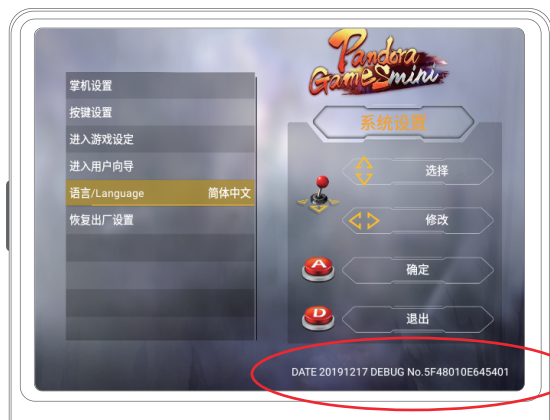 Pandora
Games mini
掌机设置
按键设置
进入游戏设定
进入用户向导
语言/Language 简体中文
恢复出厂设置
系统设置
选择
修改
A 确定
D 退出
DATE 20191217 DEBUG No.5F48010E645401